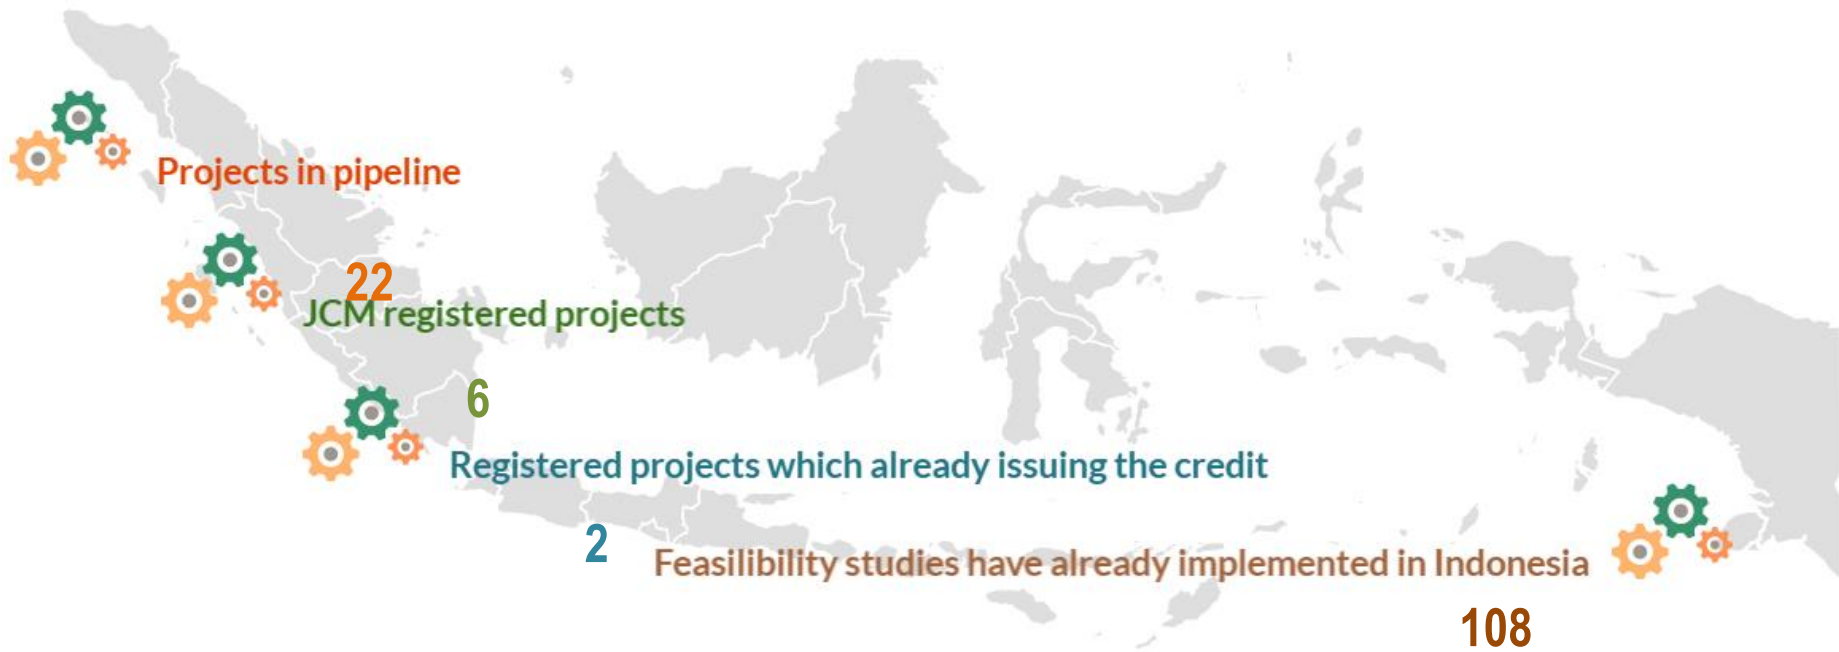 Projects in pipeline
22
JCM registered projects
6
Registered projects which already issuing the credit
2
Feasilibility studies have already implemented in Indonesia
108